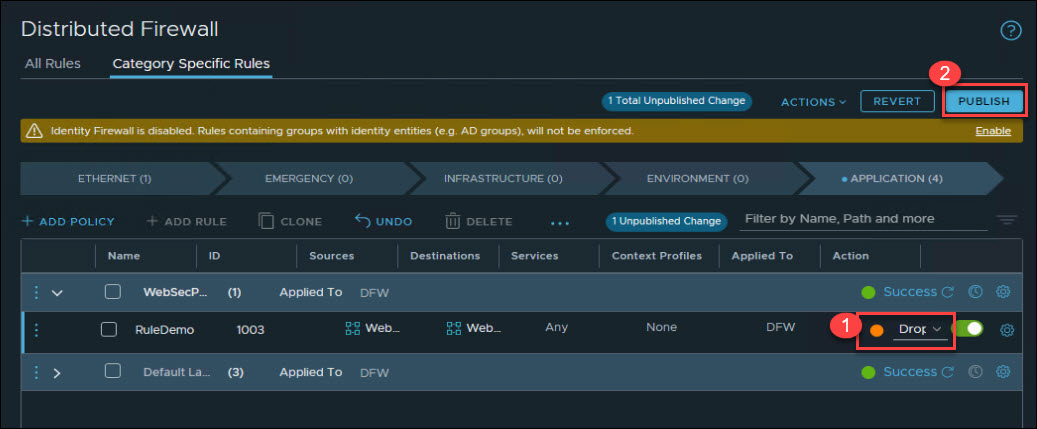 Distributed Firewall
?
All Rules Category Specific Rules
2
1 Total Unpublished Change ACTIONS REVERT PUBLISH
Identity Firewall is disabled. Rules containing groups with identity entities (e.g. AD groups), will not be enforced. Enable
ETHERNET (1) EMERGENCY (0) INFRASTRUCTURE (0) ENVIRONMENT (0) APPLICATION (4)
+ ADD POLICY + ADD RULE CLONE UNDO DELETE ... 1 Unpublished Change Filter by Name, Path and more
Name ID Sources Destinations Services Context Profiles Applied To Action
WebSecP... (1) Applied To DFW Success
RuleDemo 1003 Web... Web... Any None DFW 1 Drop
Default La... (3) Applied To DFW Success